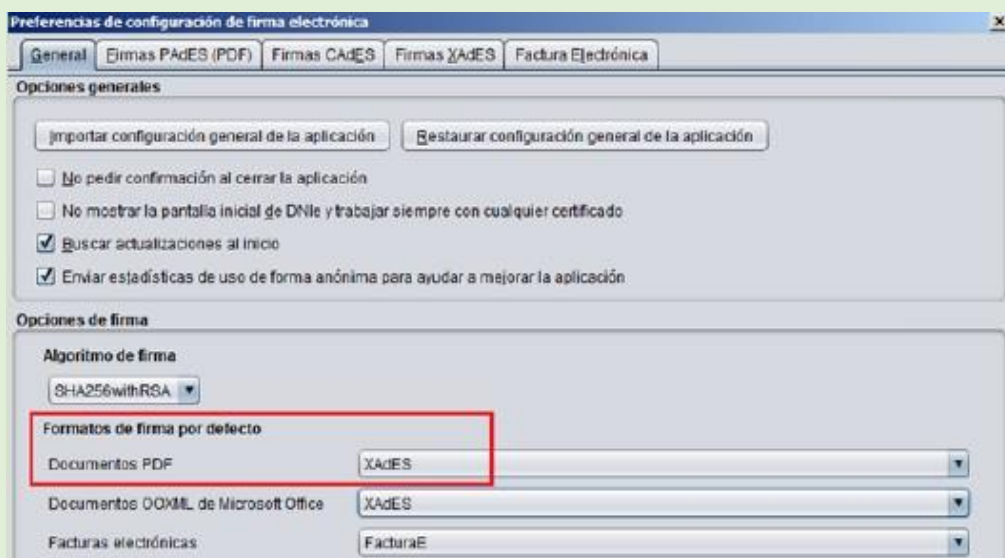 Preferencias de configuración de firma electrónica
General Firmas PAdES (PDF) Firmas CAdES Firmas XAdES Factura Electrónica
Opciones generales
Importar configuración general de la aplicación Restaurar configuración general de la aplicación
No pedir confirmación al cerrar la aplicación
No mostrar la pantalla inicial de DNIe y trabajar siempre con cualquier certificado
Buscar actualizaciones al inicio
Enviar estadísticas de uso de forma anónima para ayudar a mejorar la aplicación
Opciones de firma
Algoritmo de firma
SHA256withRSA
Formatos de firma por defecto
Documentos PDF XAdES
Documentos OOXML de Microsoft Office XAdES
Facturas electrónicas FacturaE